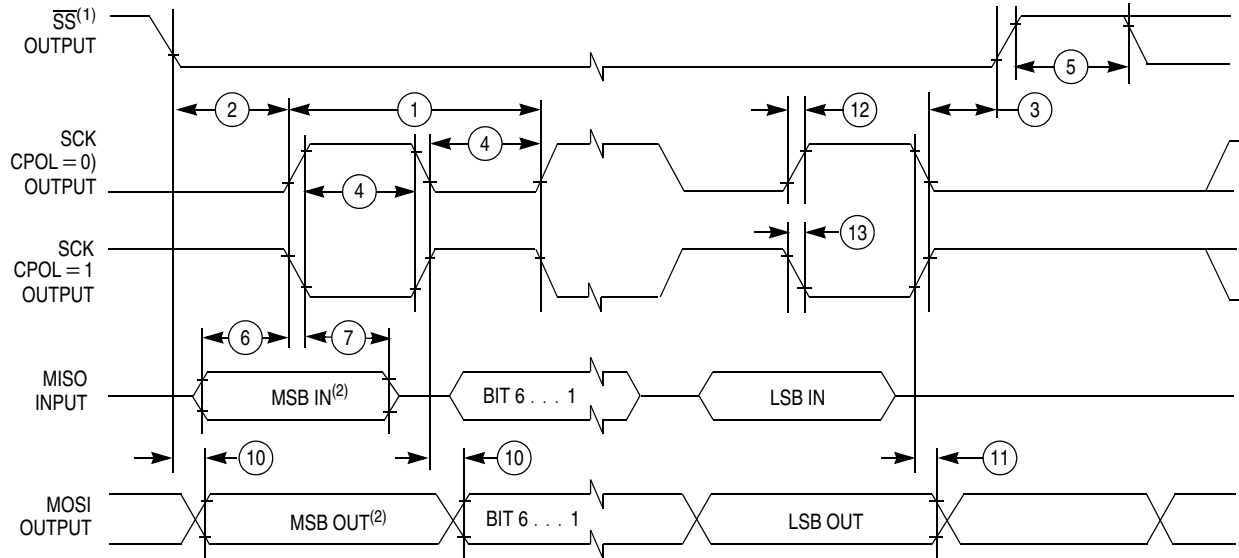 SS(1)
OUTPUT
5
2
1
12
3
SCK
CPOL = 0)
OUTPUT
4
4
SCK
CPOL = 1
OUTPUT
13
6
7
MISO
INPUT
MSB IN(2)
BIT 6 . . . 1
LSB IN
10
10
11
MOSI
OUTPUT
MSB OUT(2)
BIT 6 . . . 1
LSB OUT